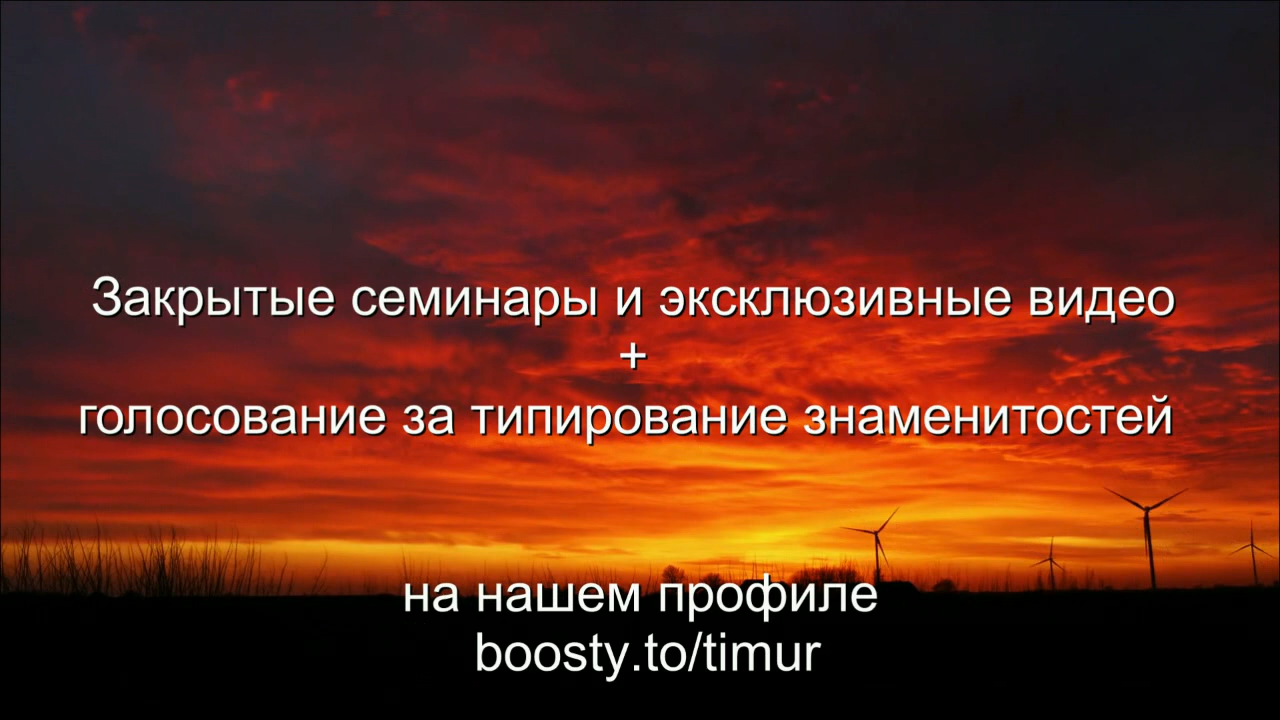 Закрытые семинары и эксклюзивные видео
+
голосование за типирование знаменитостей
на нашем профиле
boosty.to/timur